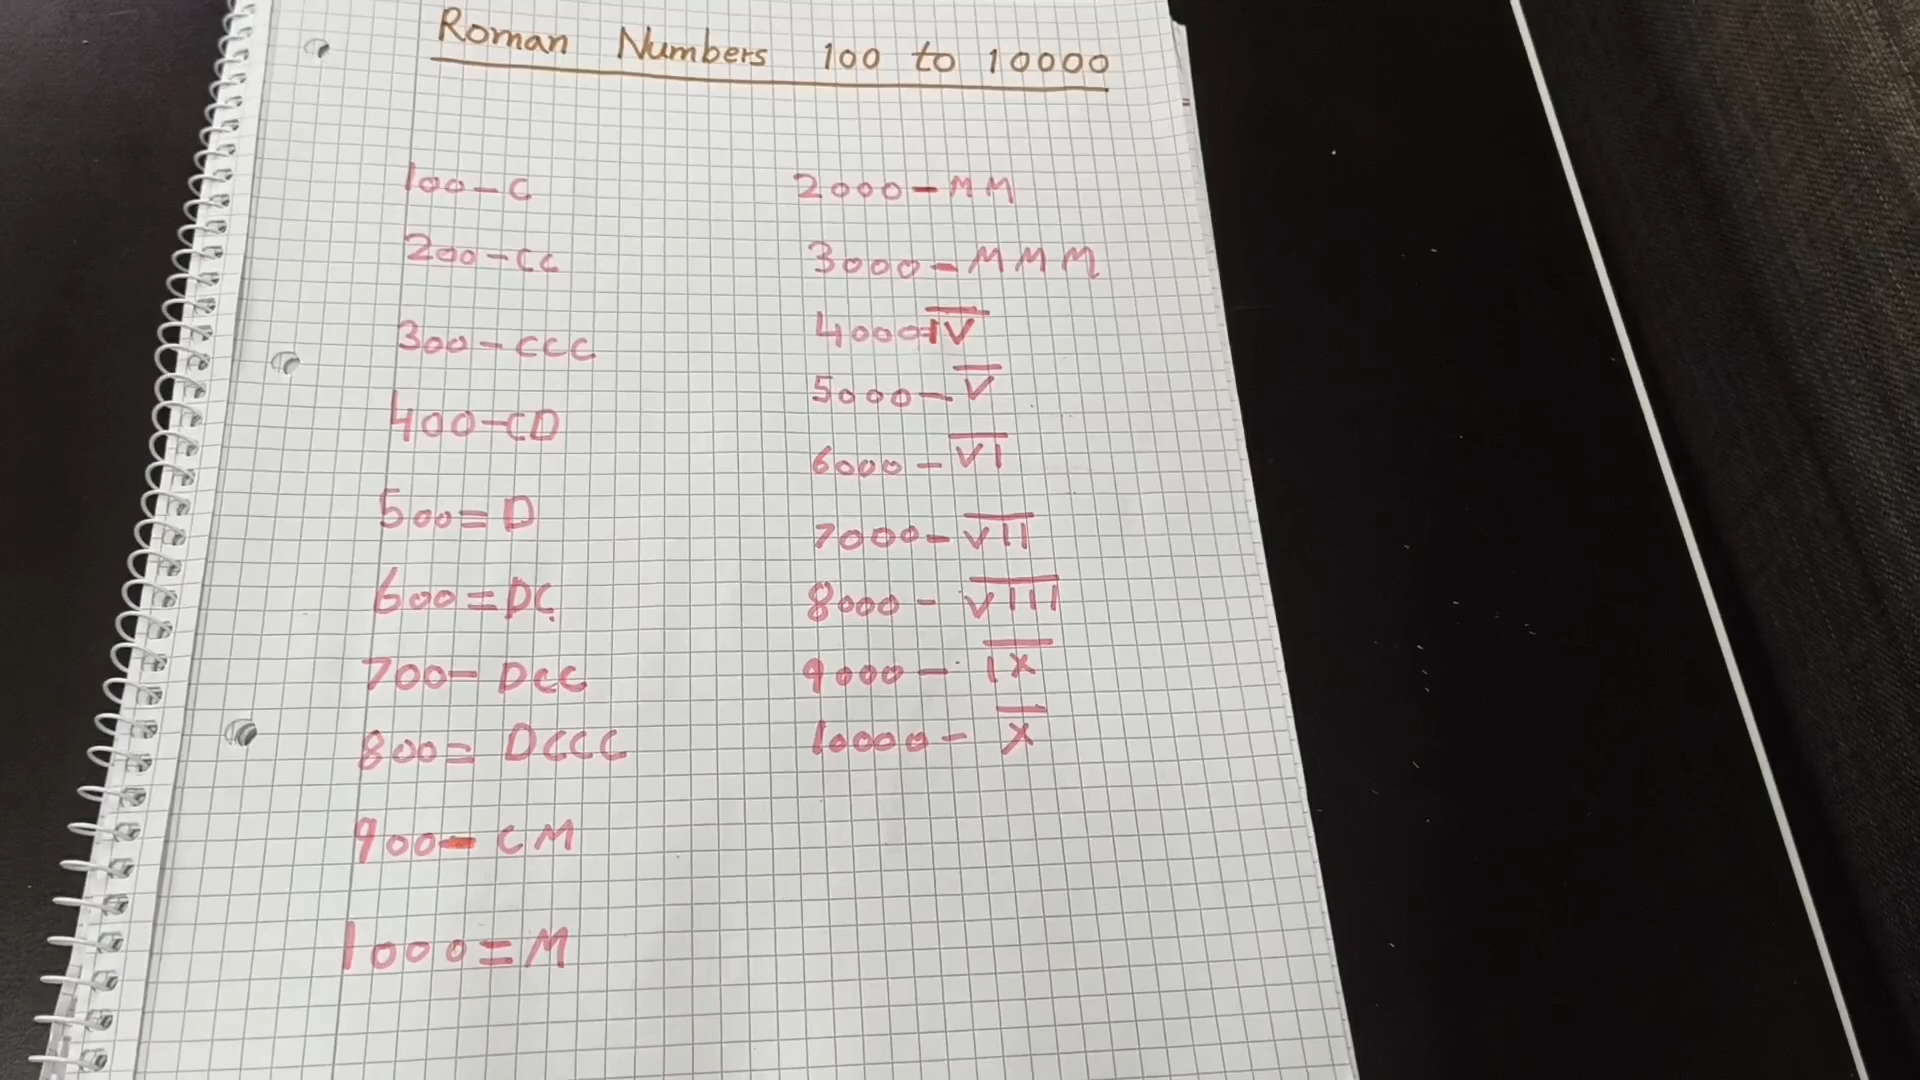 Roman Numbers 100 to 10000
100-C
200-CC
300-CCC
400-CD
500=D
600=DC
700-DCC
800=DCCC
900-CM
1000=M
2000-MM
3000-MMM
4000=I̅V̅
5000-V̅
6000-V̅I̅
7000-V̅I̅I̅
8000-V̅I̅I̅I̅
9000-I̅X̅
10000-X̅